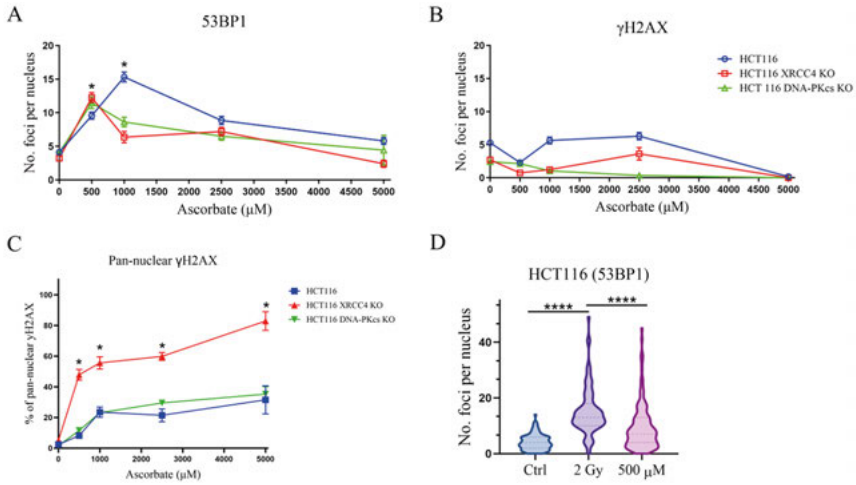 A
53BP1
No. foci per nucleus
20
15
10
5
0
*
*
0 500 1000 1500 2000 2500 3000 3500 4000 4500 5000
Ascorbate (µM)
B
γH2AX
No. foci per nucleus
20
15
10
5
0
HCT116
HCT116 XRCC4 KO
HCT 116 DNA-PKcs KO
0 500 1000 1500 2000 2500 3000 3500 4000 4500 5000
Ascorbate (µM)
C
Pan-nuclear γH2AX
% of pan-nuclear γH2AX
100
80
60
40
20
0
HCT116
HCT116 XRCC4 KO
HCT116 DNA-PKcs KO
*
*
*
*
0 1000 2000 3000 4000 5000
Ascorbate (µM)
D
HCT116 (53BP1)
No. foci per nucleus
40
20
0
****
****
Ctrl 2 Gy 500 µM